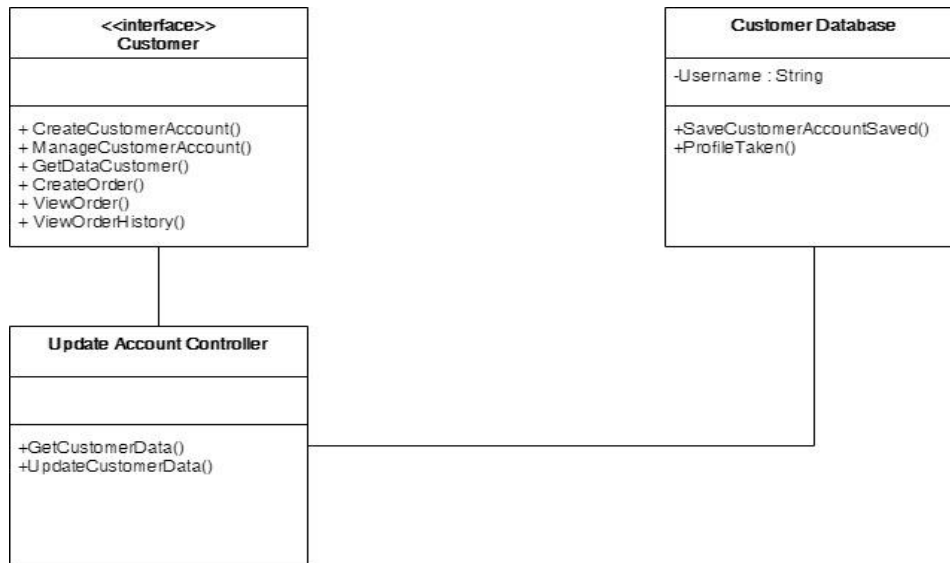 <<interface>>
Customer
+ CreateCustomerAccount()
+ ManageCustomerAccount()
+ GetDataCustomer()
+ CreateOrder()
+ ViewOrder()
+ ViewOrderHistory()
Customer Database
-Username : String
+SaveCustomerAccountSaved()
+ProfileTaken()
Update Account Controller
+GetCustomerData()
+UpdateCustomerData()